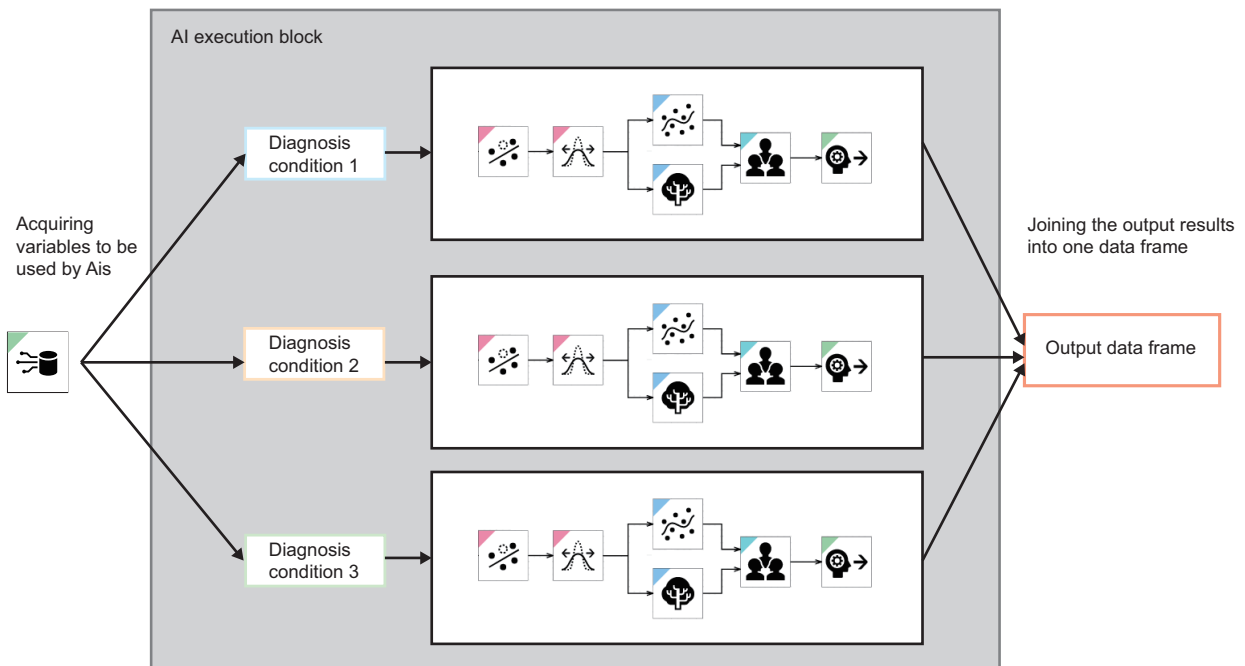 AI execution block
Diagnosis
condition 1
Acquiring
variables to be
used by Ais
Joining the output results
into one data frame
Diagnosis
condition 2
Output data frame
Diagnosis
condition 3